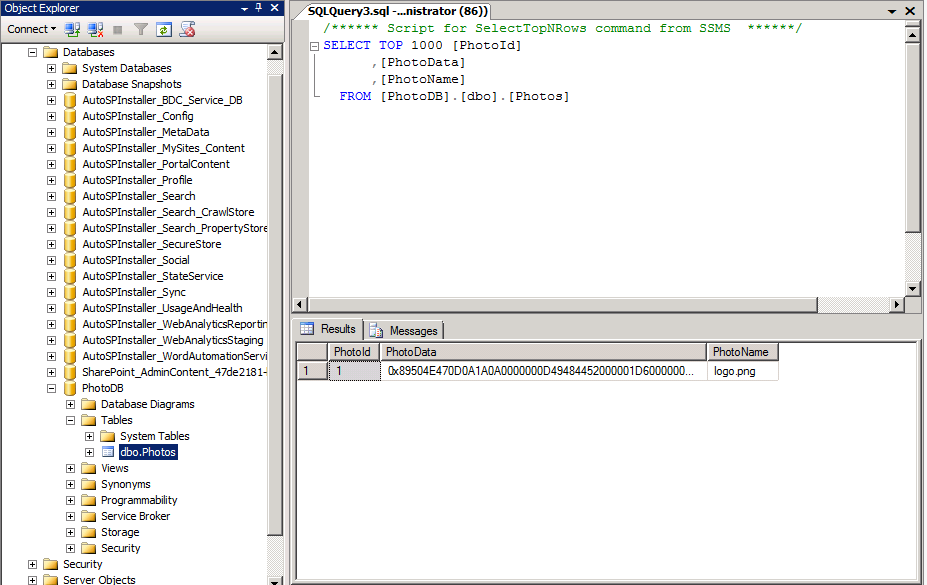 Object Explorer
Connect
Databases
System Databases
Database Snapshots
AutoSPInstaller_BDC_Service_DB
AutoSPInstaller_Config
AutoSPInstaller_MetaData
AutoSPInstaller_MySites_Content
AutoSPInstaller_PortalContent
AutoSPInstaller_Profile
AutoSPInstaller_Search
AutoSPInstaller_Search_CrawlStore
AutoSPInstaller_Search_PropertyStore
AutoSPInstaller_SecureStore
AutoSPInstaller_Social
AutoSPInstaller_StateService
AutoSPInstaller_Sync
AutoSPInstaller_UsageAndHealth
AutoSPInstaller_WebAnalyticsReportin
AutoSPInstaller_WebAnalyticsStaging
AutoSPInstaller_WordAutomationServi
SharePoint_AdminContent_47de2181-
PhotoDB
Database Diagrams
Tables
System Tables
dbo.Photos
Views
Synonyms
Programmability
Service Broker
Storage
Security
Security
Server Objects
SQLQuery3.sql -...nistrator (86))
/****** Script for SelectTopNRows command from SSMS  ******/
SELECT TOP 1000 [PhotoId]
,[PhotoData]
,[PhotoName]
FROM [PhotoDB].[dbo].[Photos]
Results Messages
PhotoId PhotoData PhotoName
1 1 0x89504E470D0A1A0A0000000D49484452000001D6000000... logo.png